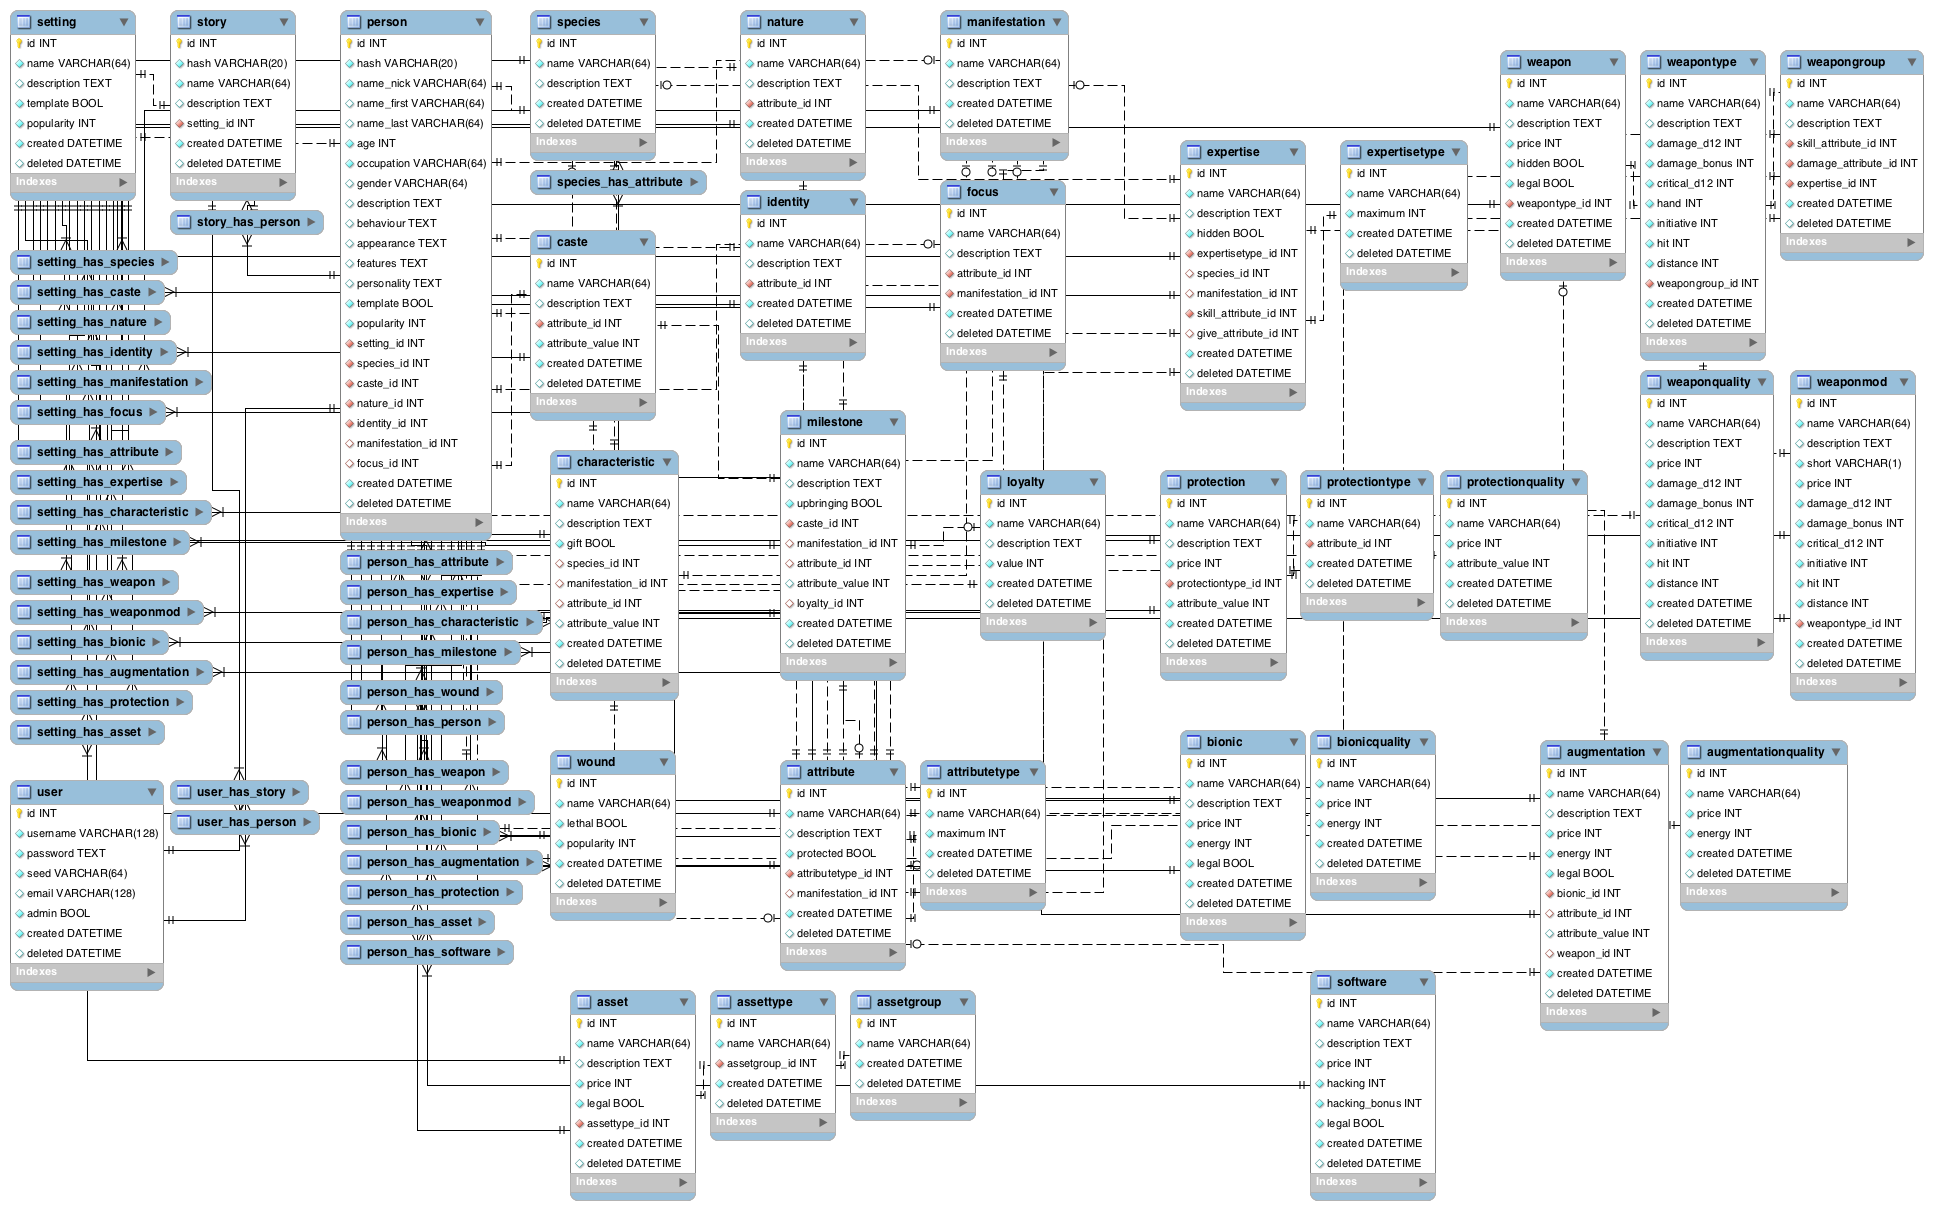 setting
id INT
name VARCHAR(64)
description TEXT
template BOOL
popularity INT
created DATETIME
deleted DATETIME
Indexes
story
id INT
hash VARCHAR(20)
name VARCHAR(64)
description TEXT
setting_id INT
created DATETIME
deleted DATETIME
Indexes
story_has_person
person
id INT
hash VARCHAR(20)
name_nick VARCHAR(64)
name_first VARCHAR(64)
name_last VARCHAR(64)
age INT
occupation VARCHAR(64)
gender VARCHAR(64)
description TEXT
behaviour TEXT
appearance TEXT
features TEXT
personality TEXT
template BOOL
popularity INT
setting_id INT
species_id INT
caste_id INT
nature_id INT
identity_id INT
manifestation_id INT
focus_id INT
created DATETIME
deleted DATETIME
Indexes
species
id INT
name VARCHAR(64)
description TEXT
created DATETIME
deleted DATETIME
Indexes
species_has_attribute
nature
id INT
name VARCHAR(64)
description TEXT
attribute_id INT
created DATETIME
deleted DATETIME
Indexes
manifestation
id INT
name VARCHAR(64)
description TEXT
created DATETIME
deleted DATETIME
Indexes
weapon
id INT
name VARCHAR(64)
description TEXT
price INT
hidden BOOL
legal BOOL
weapontype_id INT
created DATETIME
deleted DATETIME
Indexes
weapontype
id INT
name VARCHAR(64)
description TEXT
damage_d12 INT
damage_bonus INT
critical_d12 INT
hand INT
initiative INT
hit INT
distance INT
weapongroup_id INT
created DATETIME
deleted DATETIME
Indexes
weapongroup
id INT
name VARCHAR(64)
description TEXT
skill_attribute_id INT
damage_attribute_id INT
expertise_id INT
created DATETIME
deleted DATETIME
Indexes
expertise
id INT
name VARCHAR(64)
description TEXT
hidden BOOL
expertisetype_id INT
species_id INT
manifestation_id INT
skill_attribute_id INT
give_attribute_id INT
created DATETIME
deleted DATETIME
Indexes
expertisetype
id INT
name VARCHAR(64)
maximum INT
created DATETIME
deleted DATETIME
Indexes
identity
id INT
name VARCHAR(64)
description TEXT
attribute_id INT
created DATETIME
deleted DATETIME
Indexes
focus
id INT
name VARCHAR(64)
description TEXT
attribute_id INT
manifestation_id INT
created DATETIME
deleted DATETIME
Indexes
caste
id INT
name VARCHAR(64)
description TEXT
attribute_id INT
attribute_value INT
created DATETIME
deleted DATETIME
Indexes
setting_has_species
setting_has_caste
setting_has_nature
setting_has_identity
setting_has_manifestation
setting_has_focus
setting_has_attribute
setting_has_expertise
setting_has_characteristic
setting_has_milestone
setting_has_weapon
setting_has_weaponmod
setting_has_bionic
setting_has_augmentation
setting_has_protection
setting_has_asset
characteristic
id INT
name VARCHAR(64)
description TEXT
gift BOOL
species_id INT
manifestation_id INT
attribute_id INT
attribute_value INT
created DATETIME
deleted DATETIME
Indexes
milestone
id INT
name VARCHAR(64)
description TEXT
upbringing BOOL
caste_id INT
manifestation_id INT
attribute_id INT
attribute_value INT
loyalty_id INT
created DATETIME
deleted DATETIME
Indexes
loyalty
id INT
name VARCHAR(64)
description TEXT
value INT
created DATETIME
deleted DATETIME
Indexes
protection
id INT
name VARCHAR(64)
description TEXT
price INT
protectiontype_id INT
attribute_value INT
created DATETIME
deleted DATETIME
Indexes
protectiontype
id INT
name VARCHAR(64)
attribute_id INT
created DATETIME
deleted DATETIME
Indexes
protectionquality
id INT
name VARCHAR(64)
price INT
attribute_value INT
created DATETIME
deleted DATETIME
Indexes
weaponquality
id INT
name VARCHAR(64)
description TEXT
price INT
damage_d12 INT
damage_bonus INT
critical_d12 INT
initiative INT
hit INT
distance INT
created DATETIME
deleted DATETIME
Indexes
weaponmod
id INT
name VARCHAR(64)
description TEXT
short VARCHAR(1)
price INT
damage_d12 INT
damage_bonus INT
critical_d12 INT
initiative INT
hit INT
distance INT
weapontype_id INT
created DATETIME
deleted DATETIME
Indexes
person_has_attribute
person_has_expertise
person_has_characteristic
person_has_milestone
person_has_wound
person_has_person
person_has_weapon
person_has_weaponmod
person_has_bionic
person_has_augmentation
person_has_protection
person_has_asset
person_has_software
user
id INT
username VARCHAR(128)
password TEXT
seed VARCHAR(64)
email VARCHAR(128)
admin BOOL
created DATETIME
deleted DATETIME
Indexes
user_has_story
user_has_person
wound
id INT
name VARCHAR(64)
lethal BOOL
popularity INT
created DATETIME
deleted DATETIME
Indexes
attribute
id INT
name VARCHAR(64)
description TEXT
protected BOOL
attributetype_id INT
manifestation_id INT
created DATETIME
deleted DATETIME
Indexes
attributetype
id INT
name VARCHAR(64)
maximum INT
created DATETIME
deleted DATETIME
Indexes
bionic
id INT
name VARCHAR(64)
description TEXT
price INT
energy INT
legal BOOL
created DATETIME
deleted DATETIME
Indexes
bionicquality
id INT
name VARCHAR(64)
price INT
energy INT
created DATETIME
deleted DATETIME
Indexes
augmentation
id INT
name VARCHAR(64)
description TEXT
price INT
energy INT
legal BOOL
bionic_id INT
attribute_id INT
attribute_value INT
weapon_id INT
created DATETIME
deleted DATETIME
Indexes
augmentationquality
id INT
name VARCHAR(64)
price INT
energy INT
created DATETIME
deleted DATETIME
Indexes
asset
id INT
name VARCHAR(64)
description TEXT
price INT
legal BOOL
assettype_id INT
created DATETIME
deleted DATETIME
Indexes
assettype
id INT
name VARCHAR(64)
assetgroup_id INT
created DATETIME
deleted DATETIME
Indexes
assetgroup
id INT
name VARCHAR(64)
created DATETIME
deleted DATETIME
Indexes
software
id INT
name VARCHAR(64)
description TEXT
price INT
hacking INT
hacking_bonus INT
legal BOOL
created DATETIME
deleted DATETIME
Indexes